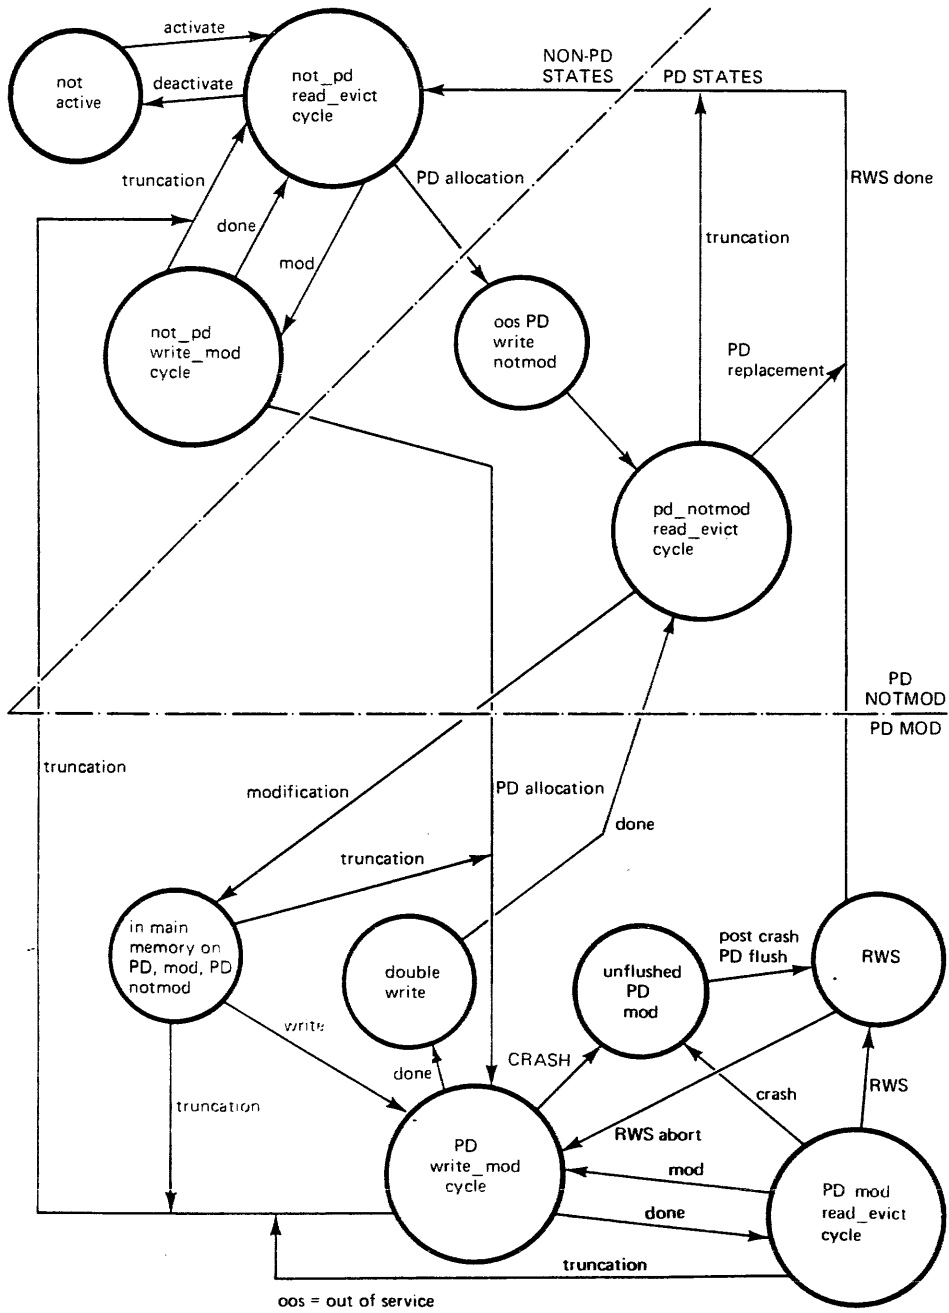 activate
not
active
deactivate
not_pd
read_evict
cycle
NON-PD
STATES
PD STATES
truncation
done
mod
PD allocation
RWS done
truncation
not_pd
write_mod
cycle
oos PD
write
notmod
PD
replacement
pd_notmod
read_evict
cycle
PD
NOTMOD
PD MOD
truncation
modification
PD allocation
done
truncation
in main
memory on
PD, mod, PD
notmod
double
write
unflushed
PD
mod
post crash
PD flush
RWS
write
done
CRASH
crash
RWS
truncation
RWS abort
PD
write_mod
cycle
mod
done
PD mod
read_evict
cycle
truncation
oos = out of service